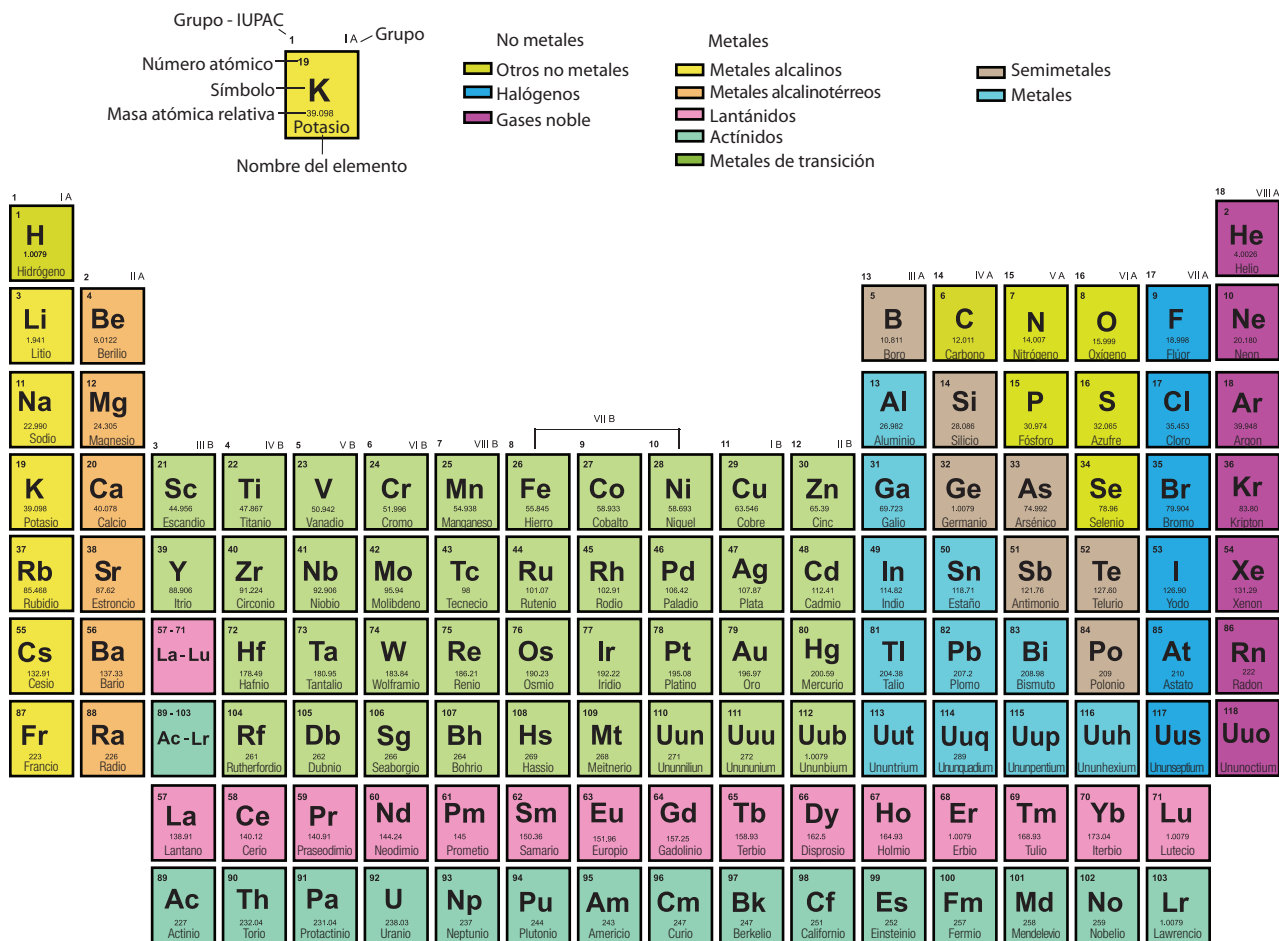 Grupo - IUPAC 1 I A Grupo
Número atómico 19
Símbolo K
Masa atómica relativa 39.098
Potasio
Nombre del elemento
No metales
Otros no metales
Halógenos
Gases noble
Metales
Metales alcalinos
Metales alcalinotérreos
Lantánidos
Actínidos
Metales de transición
Semimetales
Metales
1 I A 18 VIII A
1 2
H He
1.0079 4.0026
Hidrógeno Helio
2 II A 13 III A 14 IV A 15 V A 16 VI A 17 VII A
3 4 5 6 7 8 9 10
Li Be B C N O F Ne
1.941 9.0122 10.811 12.011 14.007 15.999 18.998 20.180
Litio Berilio Boro Carbono Nitrógeno Oxígeno Flúor Neon
11 12 13 14 15 16 17 18
Na Mg Al Si P S Cl Ar
22.990 24.305 26.982 28.086 30.974 32.065 35.453 39.948
Sodio Magnesio Aluminio Silicio Fósforo Azufre Cloro Argon
VII B
3 III B 4 IV B 5 V B 6 VI B 7 VIII B 8 9 10 11 I B 12 II B
19 20 21 22 23 24 25 26 27 28 29 30 31 32 33 34 35 36
K Ca Sc Ti V Cr Mn Fe Co Ni Cu Zn Ga Ge As Se Br Kr
39.098 40.078 44.956 47.867 50.942 51.996 54.938 55.845 58.933 58.693 63.546 65.39 69.723 1.0079 74.992 78.96 79.904 83.80
Potasio Calcio Escandio Titanio Vanadio Cromo Manganeso Hierro Cobalto Niquel Cobre Cinc Galio Germanio Arsénico Selenio Bromo Kripton
37 38 39 40 41 42 43 44 45 46 47 48 49 50 51 52 53 54
Rb Sr Y Zr Nb Mo Tc Ru Rh Pd Ag Cd In Sn Sb Te I Xe
85.468 87.62 88.906 91.224 92.906 95.94 98 101.07 102.91 106.42 107.87 112.41 114.82 118.71 121.76 127.60 126.90 131.29
Rubidio Estroncio Itrio Circonio Niobio Molibdeno Tecnecio Rutenio Rodio Paladio Plata Cadmio Indio Estaño Antimonio Telurio Yodo Xenon
55 56 57 - 71 72 73 74 75 76 77 78 79 80 81 82 83 84 85 86
Cs Ba La - Lu Hf Ta W Re Os Ir Pt Au Hg Tl Pb Bi Po At Rn
132.91 137.33 178.49 180.95 183.84 186.21 190.23 192.22 195.08 196.97 200.59 204.38 207.2 208.98 209 210 222
Cesio Bario Hafnio Tantalio Wolframio Renio Osmio Iridio Platino Oro Mercurio Talio Plomo Bismuto Polonio Astato Radon
87 88 89 - 103 104 105 106 107 108 109 110 111 112 113 114 115 116 117 118
Fr Ra Ac - Lr Rf Db Sg Bh Hs Mt Uun Uuu Uub Uut Uuq Uup Uuh Uus Uuo
223 226 261 262 266 264 269 268 271 272 1.0079 289
Francio Radio Rutherfordio Dubnio Seaborgio Bohrio Hassio Meitnerio Ununniliun Unununium Ununbium Ununtrium Ununquadium Ununpentium Ununhexium Ununseptium Ununoctium
57 58 59 60 61 62 63 64 65 66 67 68 69 70 71
La Ce Pr Nd Pm Sm Eu Gd Tb Dy Ho Er Tm Yb Lu
138.91 140.12 140.91 144.24 145 150.36 151.96 157.25 158.93 162.5 164.93 1.0079 168.93 173.04 1.0079
Lantano Cerio Praseodimio Neodimio Prometio Samario Europio Gadolinio Terbio Disprosio Holmio Erbio Tulio Iterbio Lutecio
89 90 91 92 93 94 95 96 97 98 99 100 101 102 103
Ac Th Pa U Np Pu Am Cm Bk Cf Es Fm Md No Lr
227 232.04 231.04 238.03 237 244 243 247 247 251 252 257 258 259 1.0079
Actinio Torio Protactinio Uranio Neptunio Plutonio Americio Curio Berkelio Californio Einsteinio Fermio Mendelevio Nobelio Lawrencio